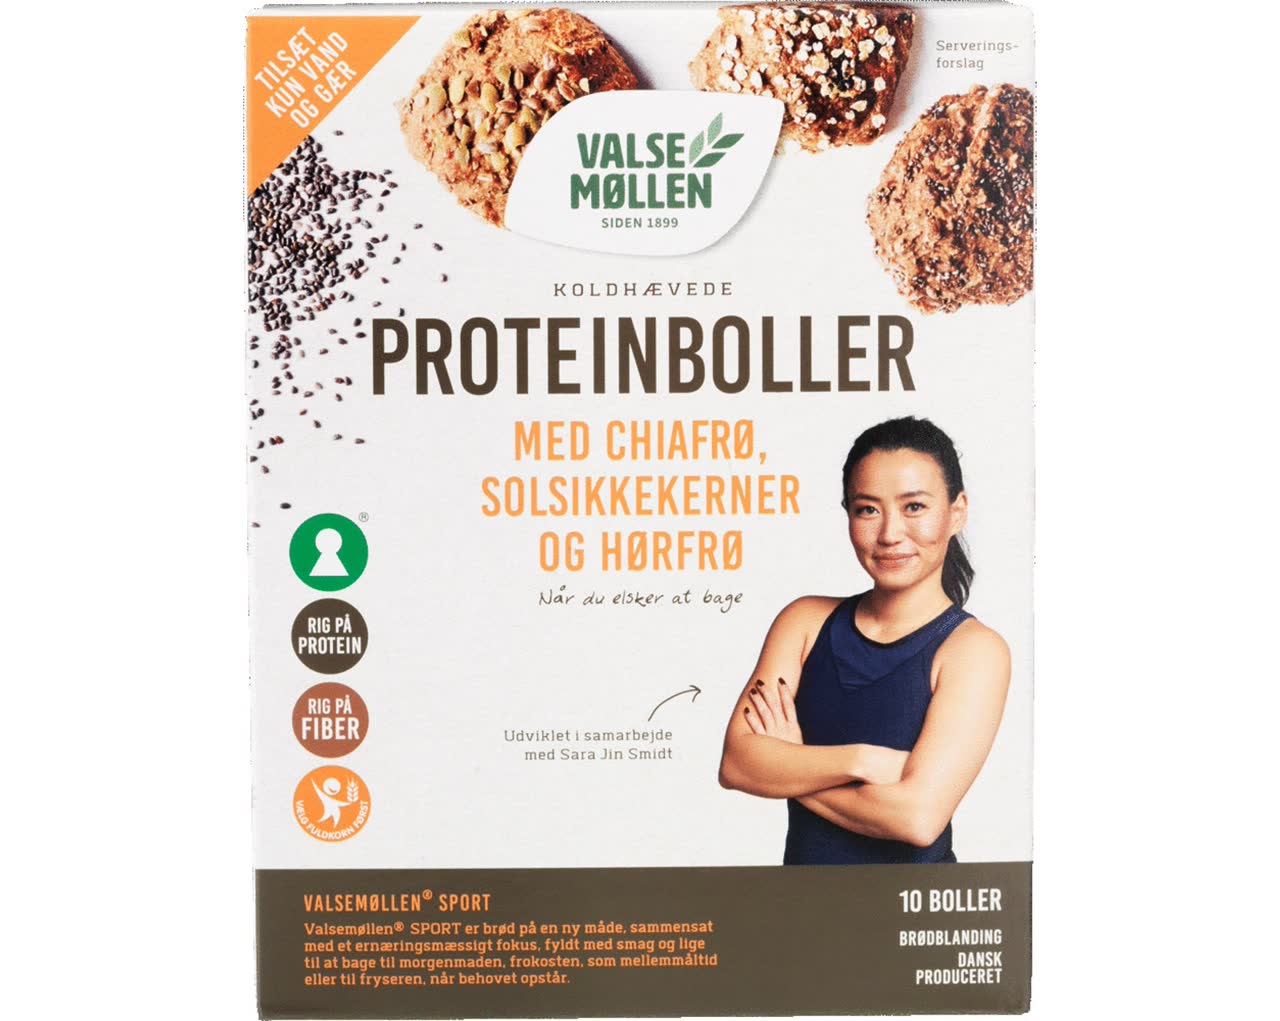 TILSÆT
KUN VAND
OG GÆR
Serverings-
forslag
VALSE
MØLLEN
SIDEN 1899
KOLDHÆVEDE
PROTEINBOLLER
MED CHIAFRØ,
SOLSIKKEKERNER
OG HØRFRØ
Når du elsker at bage
®
RIG PÅ
PROTEIN
RIG PÅ
FIBER
VÆLG FULDKORN FØRST
Udviklet i samarbejde
med Sara Jin Smidt
VALSEMØLLEN® SPORT
Valsemøllen® SPORT er brød på en ny måde, sammensat
med et ernæringsmæssigt fokus, fyldt med smag og lige
til at bage til morgenmaden, frokosten, som mellemmåltid
eller til fryseren, når behovet opstår.
10 BOLLER
BRØDBLANDING
DANSK
PRODUCERET